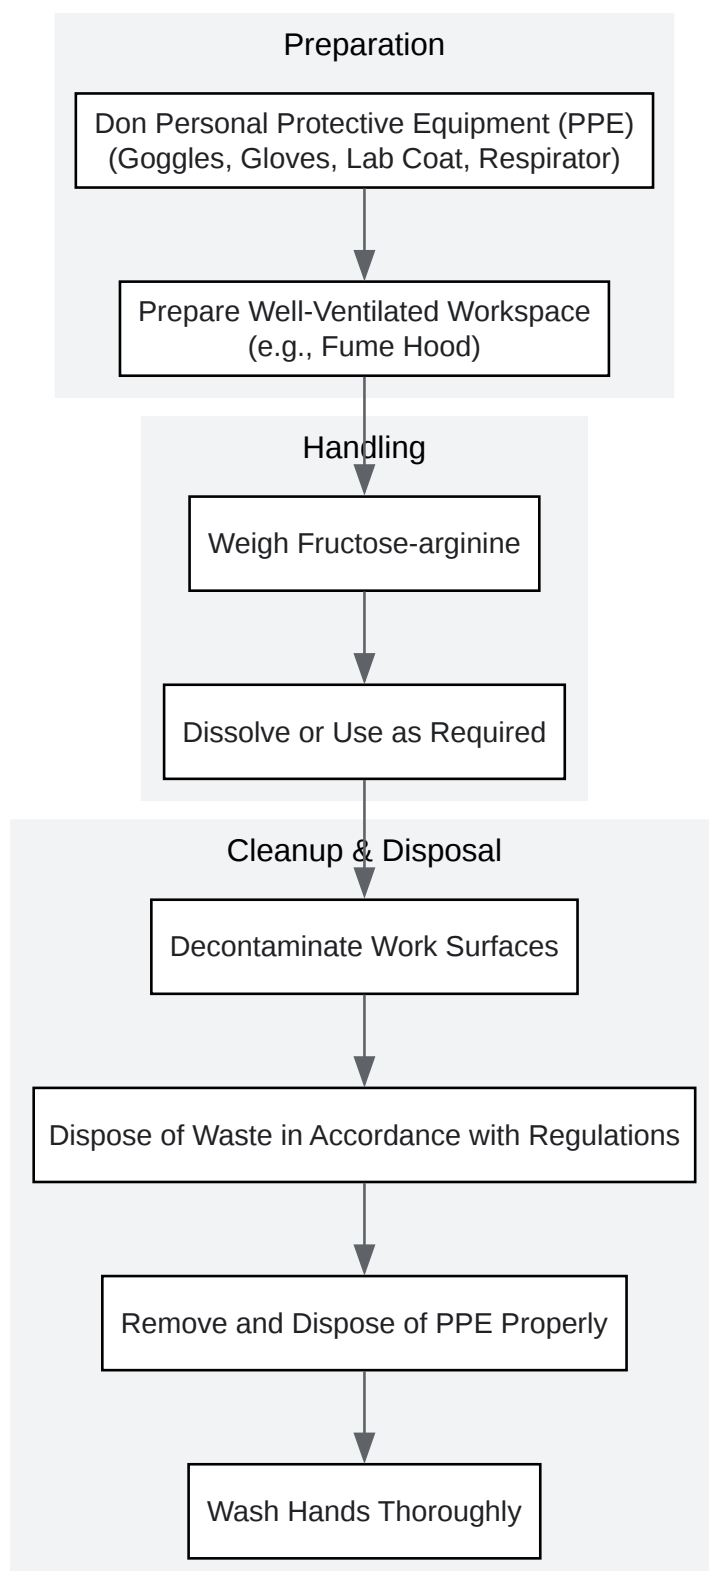 Preparation
Don Personal Protective Equipment (PPE)
(Goggles, Gloves, Lab Coat, Respirator)
Prepare Well-Ventilated Workspace
(e.g., Fume Hood)
Handling
Weigh Fructose-arginine
Dissolve or Use as Required
Cleanup & Disposal
Decontaminate Work Surfaces
Dispose of Waste in Accordance with Regulations
Remove and Dispose of PPE Properly
Wash Hands Thoroughly